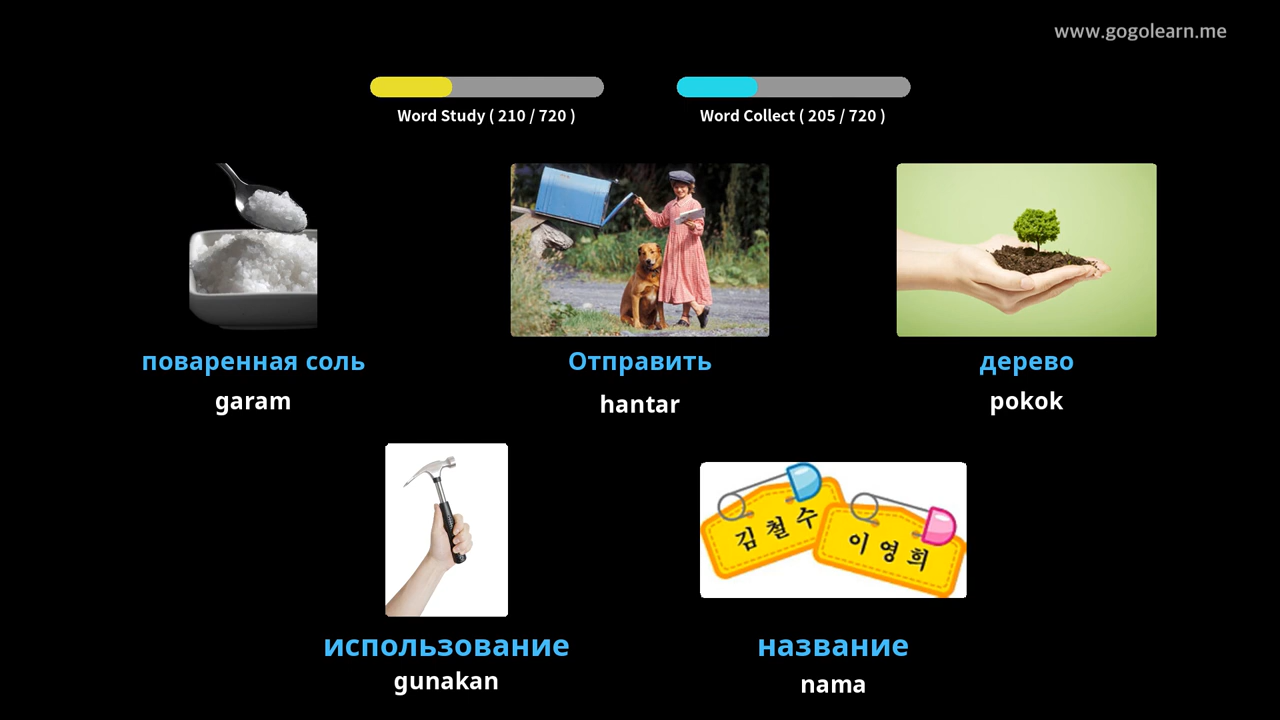 www.gogolearn.me
Word Study ( 210 / 720 )
Word Collect ( 205 / 720 )
поваренная соль
garam
Отправить
hantar
дерево
pokok
김철수
이영희
использование
gunakan
название
nama